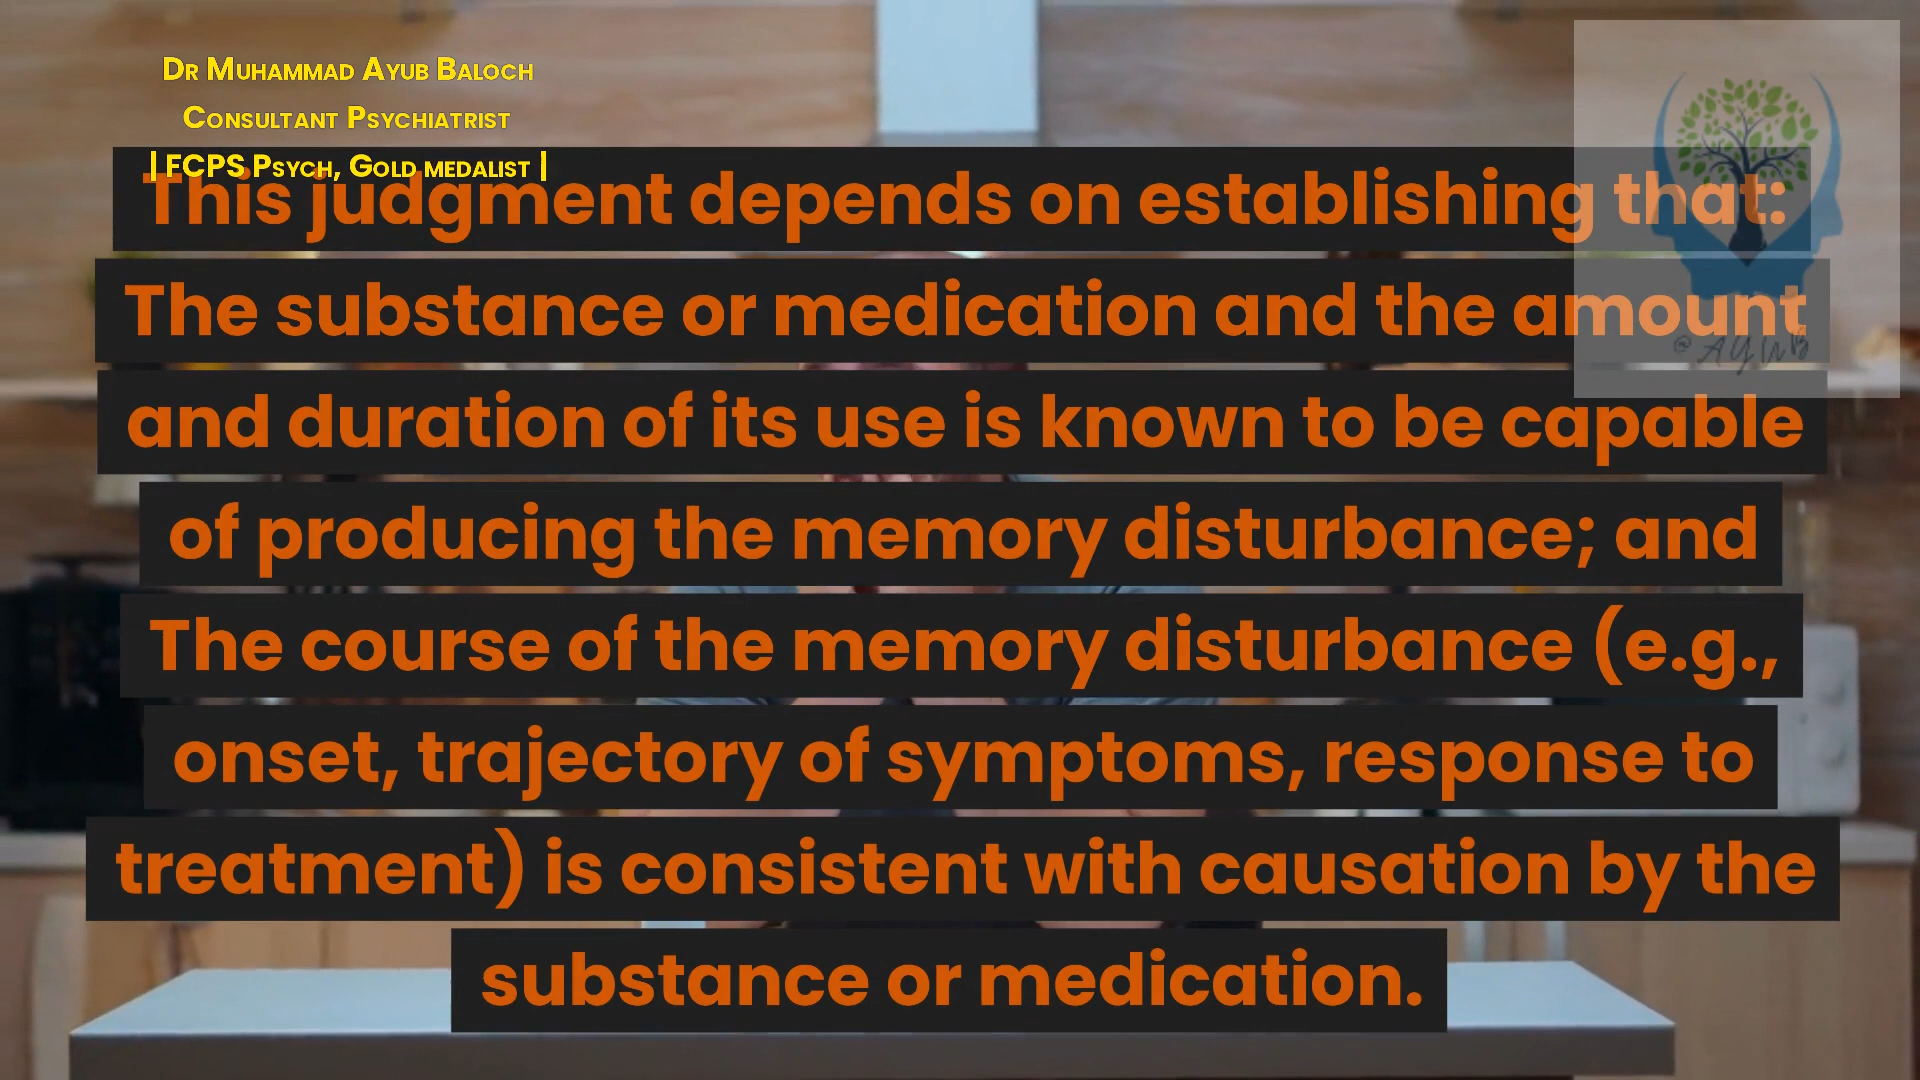 Dr Muhammad Ayub Baloch
Consultant Psychiatrist
| FCPS Psych, Gold medalist |
This judgment depends on establishing that:
The substance or medication and the amount
and duration of its use is known to be capable
of producing the memory disturbance; and
The course of the memory disturbance (e.g.,
onset, trajectory of symptoms, response to
treatment) is consistent with causation by the
substance or medication.
@AYUB